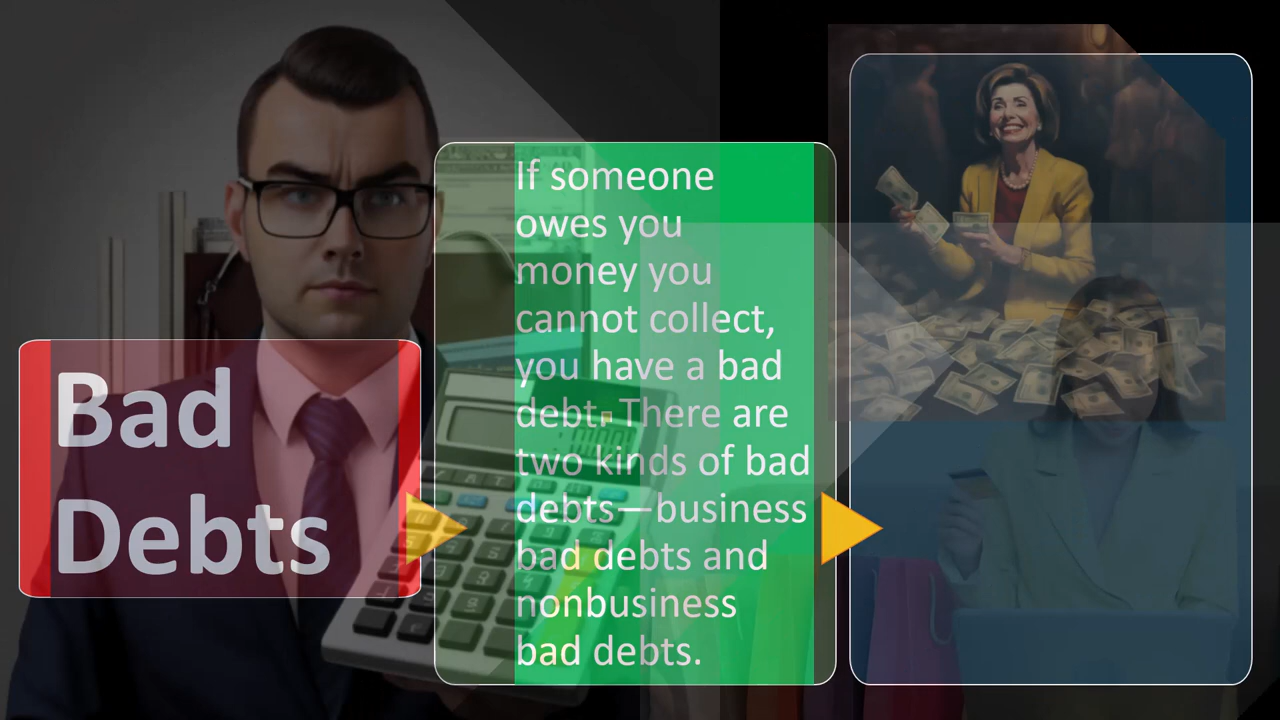 Bad
Debts
If someone
owes you
money you
cannot collect,
you have a bad
debt. There are
two kinds of bad
debts—business
bad debts and
nonbusiness
bad debts.